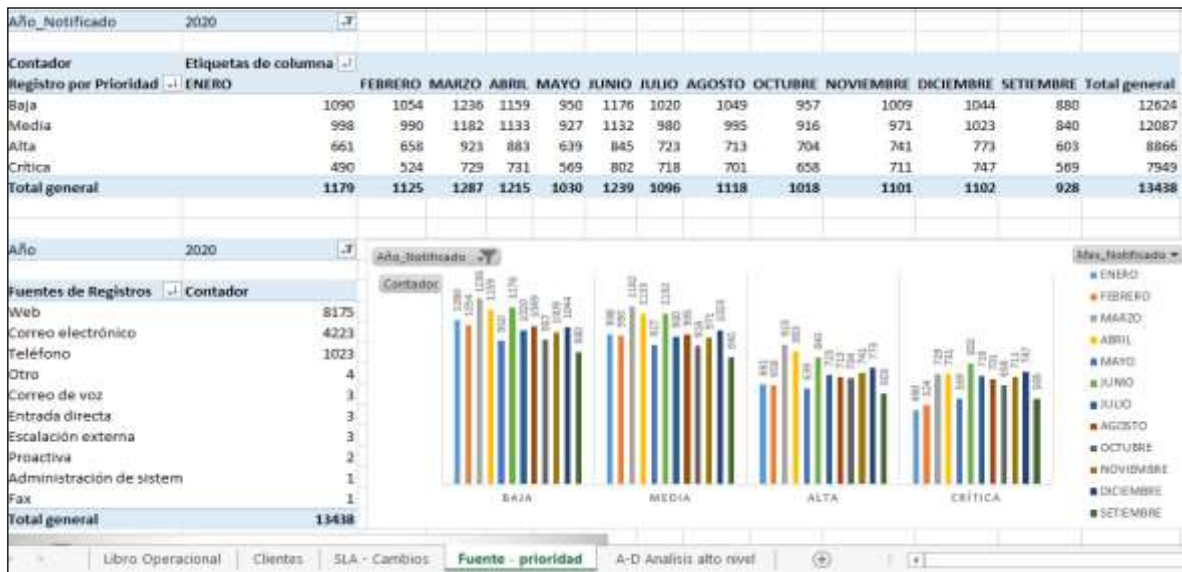 Año_Notificado 2020
Contador Etiquetas de columna
Registro por Prioridad ENERO FEBRERO MARZO ABRIL MAYO JUNIO JULIO AGOSTO OCTUBRE NOVIEMBRE DICIEMBRE SETIEMBRE Total general
Baja 1090 1054 1236 1159 950 1176 1020 1049 957 1009 1044 880 12624
Media 998 990 1182 1133 927 1132 980 995 916 971 1023 840 12087
Alta 661 658 923 883 639 845 723 713 704 741 773 603 8866
Crítica 490 524 729 731 569 802 718 701 658 711 747 569 7949
Total general 1179 1125 1287 1215 1030 1239 1096 1118 1018 1101 1102 928 13438
Año 2020
Fuentes de Registros Contador
Web 8175
Correo electrónico 4223
Teléfono 1023
Otro 4
Correo de voz 3
Entrada directa 3
Escalación externa 3
Proactiva 2
Administración de sistem 1
Fax 1
Total general 13438
Año_Notificado
Contador
BAJA MEDIA ALTA CRÍTICA
Mes_Notificado
ENERO
FEBRERO
MARZO
ABRIL
MAYO
JUNIO
JULIO
AGOSTO
OCTUBRE
NOVIEMBRE
DICIEMBRE
SETIEMBRE
Libro Operacional Clientes SLA - Cambios Fuente - prioridad A-D Analisis alto nivel